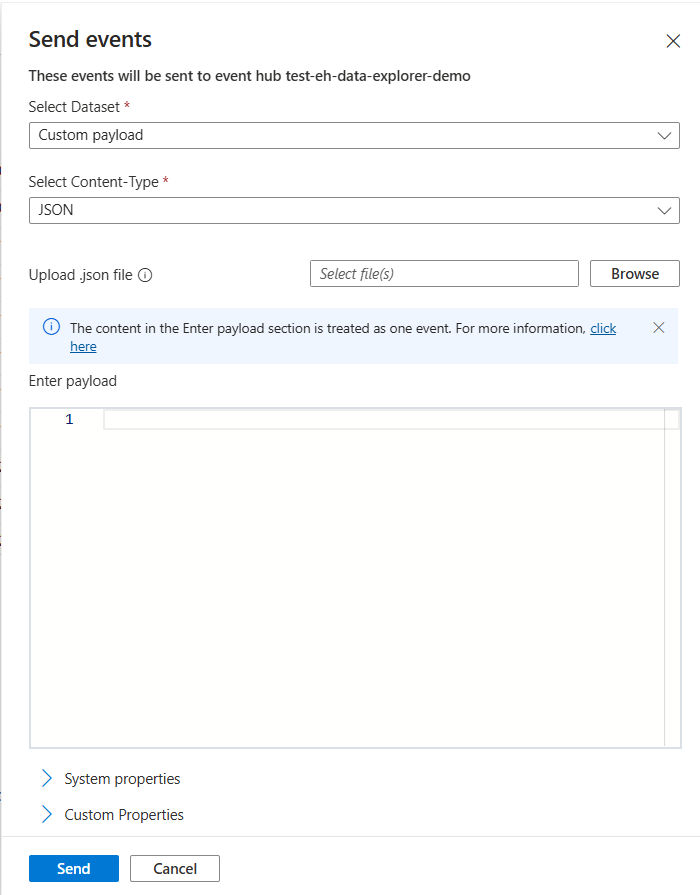 Send events
These events will be sent to event hub test-eh-data-explorer-demo
Select Dataset *
Custom payload
Select Content-Type *
JSON
Upload .json file
Select file(s)
Browse
The content in the Enter payload section is treated as one event. For more information, click
here
Enter payload
1
System properties
Custom Properties
Send
Cancel